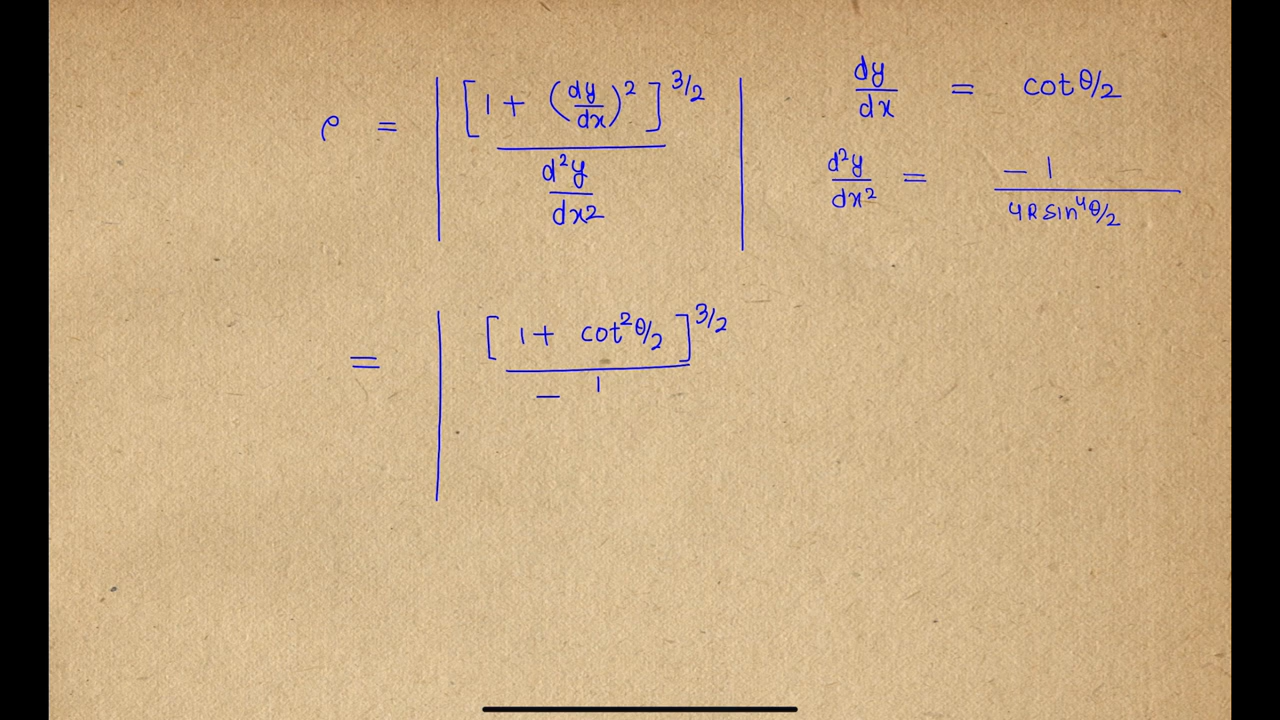 ρ = | [1 + (dy/dx)²]^3/2 / d²y/dx2 |
dy/dx = cot θ/2
d²y/dx² = -1 / 4R sin⁴θ/2
= | [1 + cot²θ/2]^3/2 / - 1